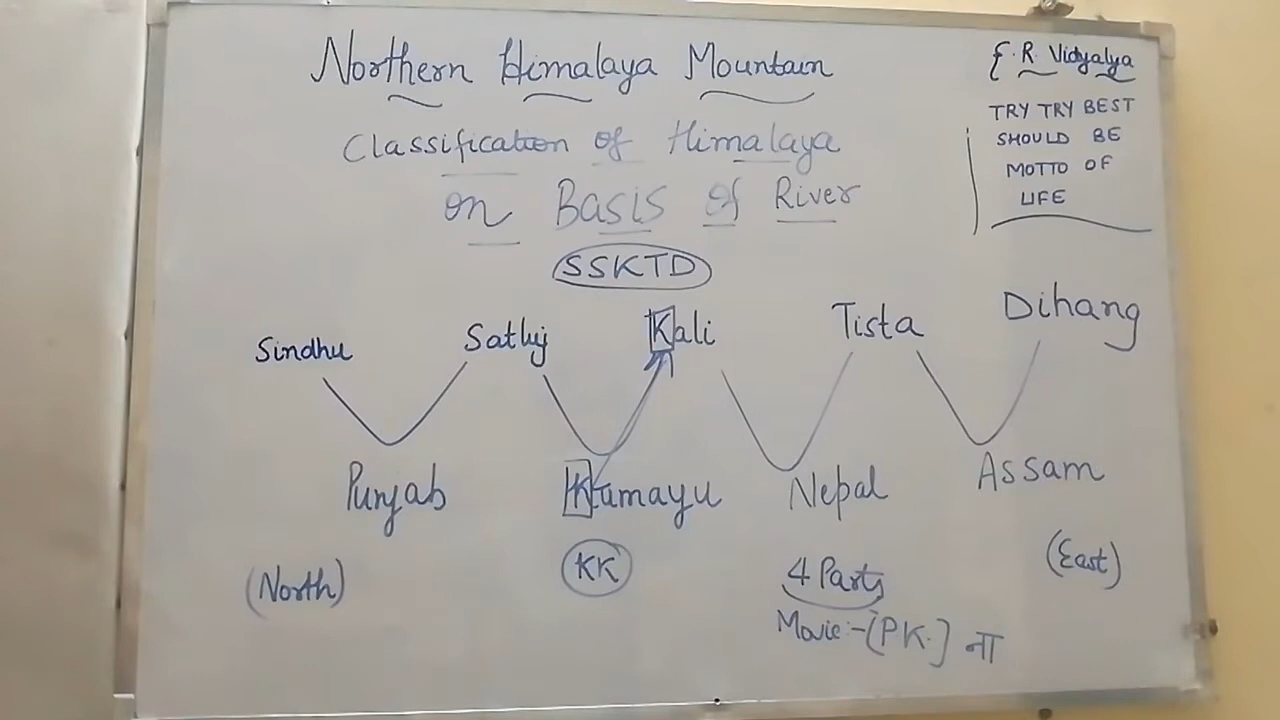 Northern Himalaya Mountain
Classification of Himalaya
on Basis of River
SSKTD
E.R. Vidyalya
TRY TRY BEST
SHOULD BE
MOTTO OF
LIFE
Sindhu Satluj Kali Tista Dihang
Punjab Kumayu Nepal Assam
(North) KK 4 Parts (East)
Movie:-[P.K.] ना